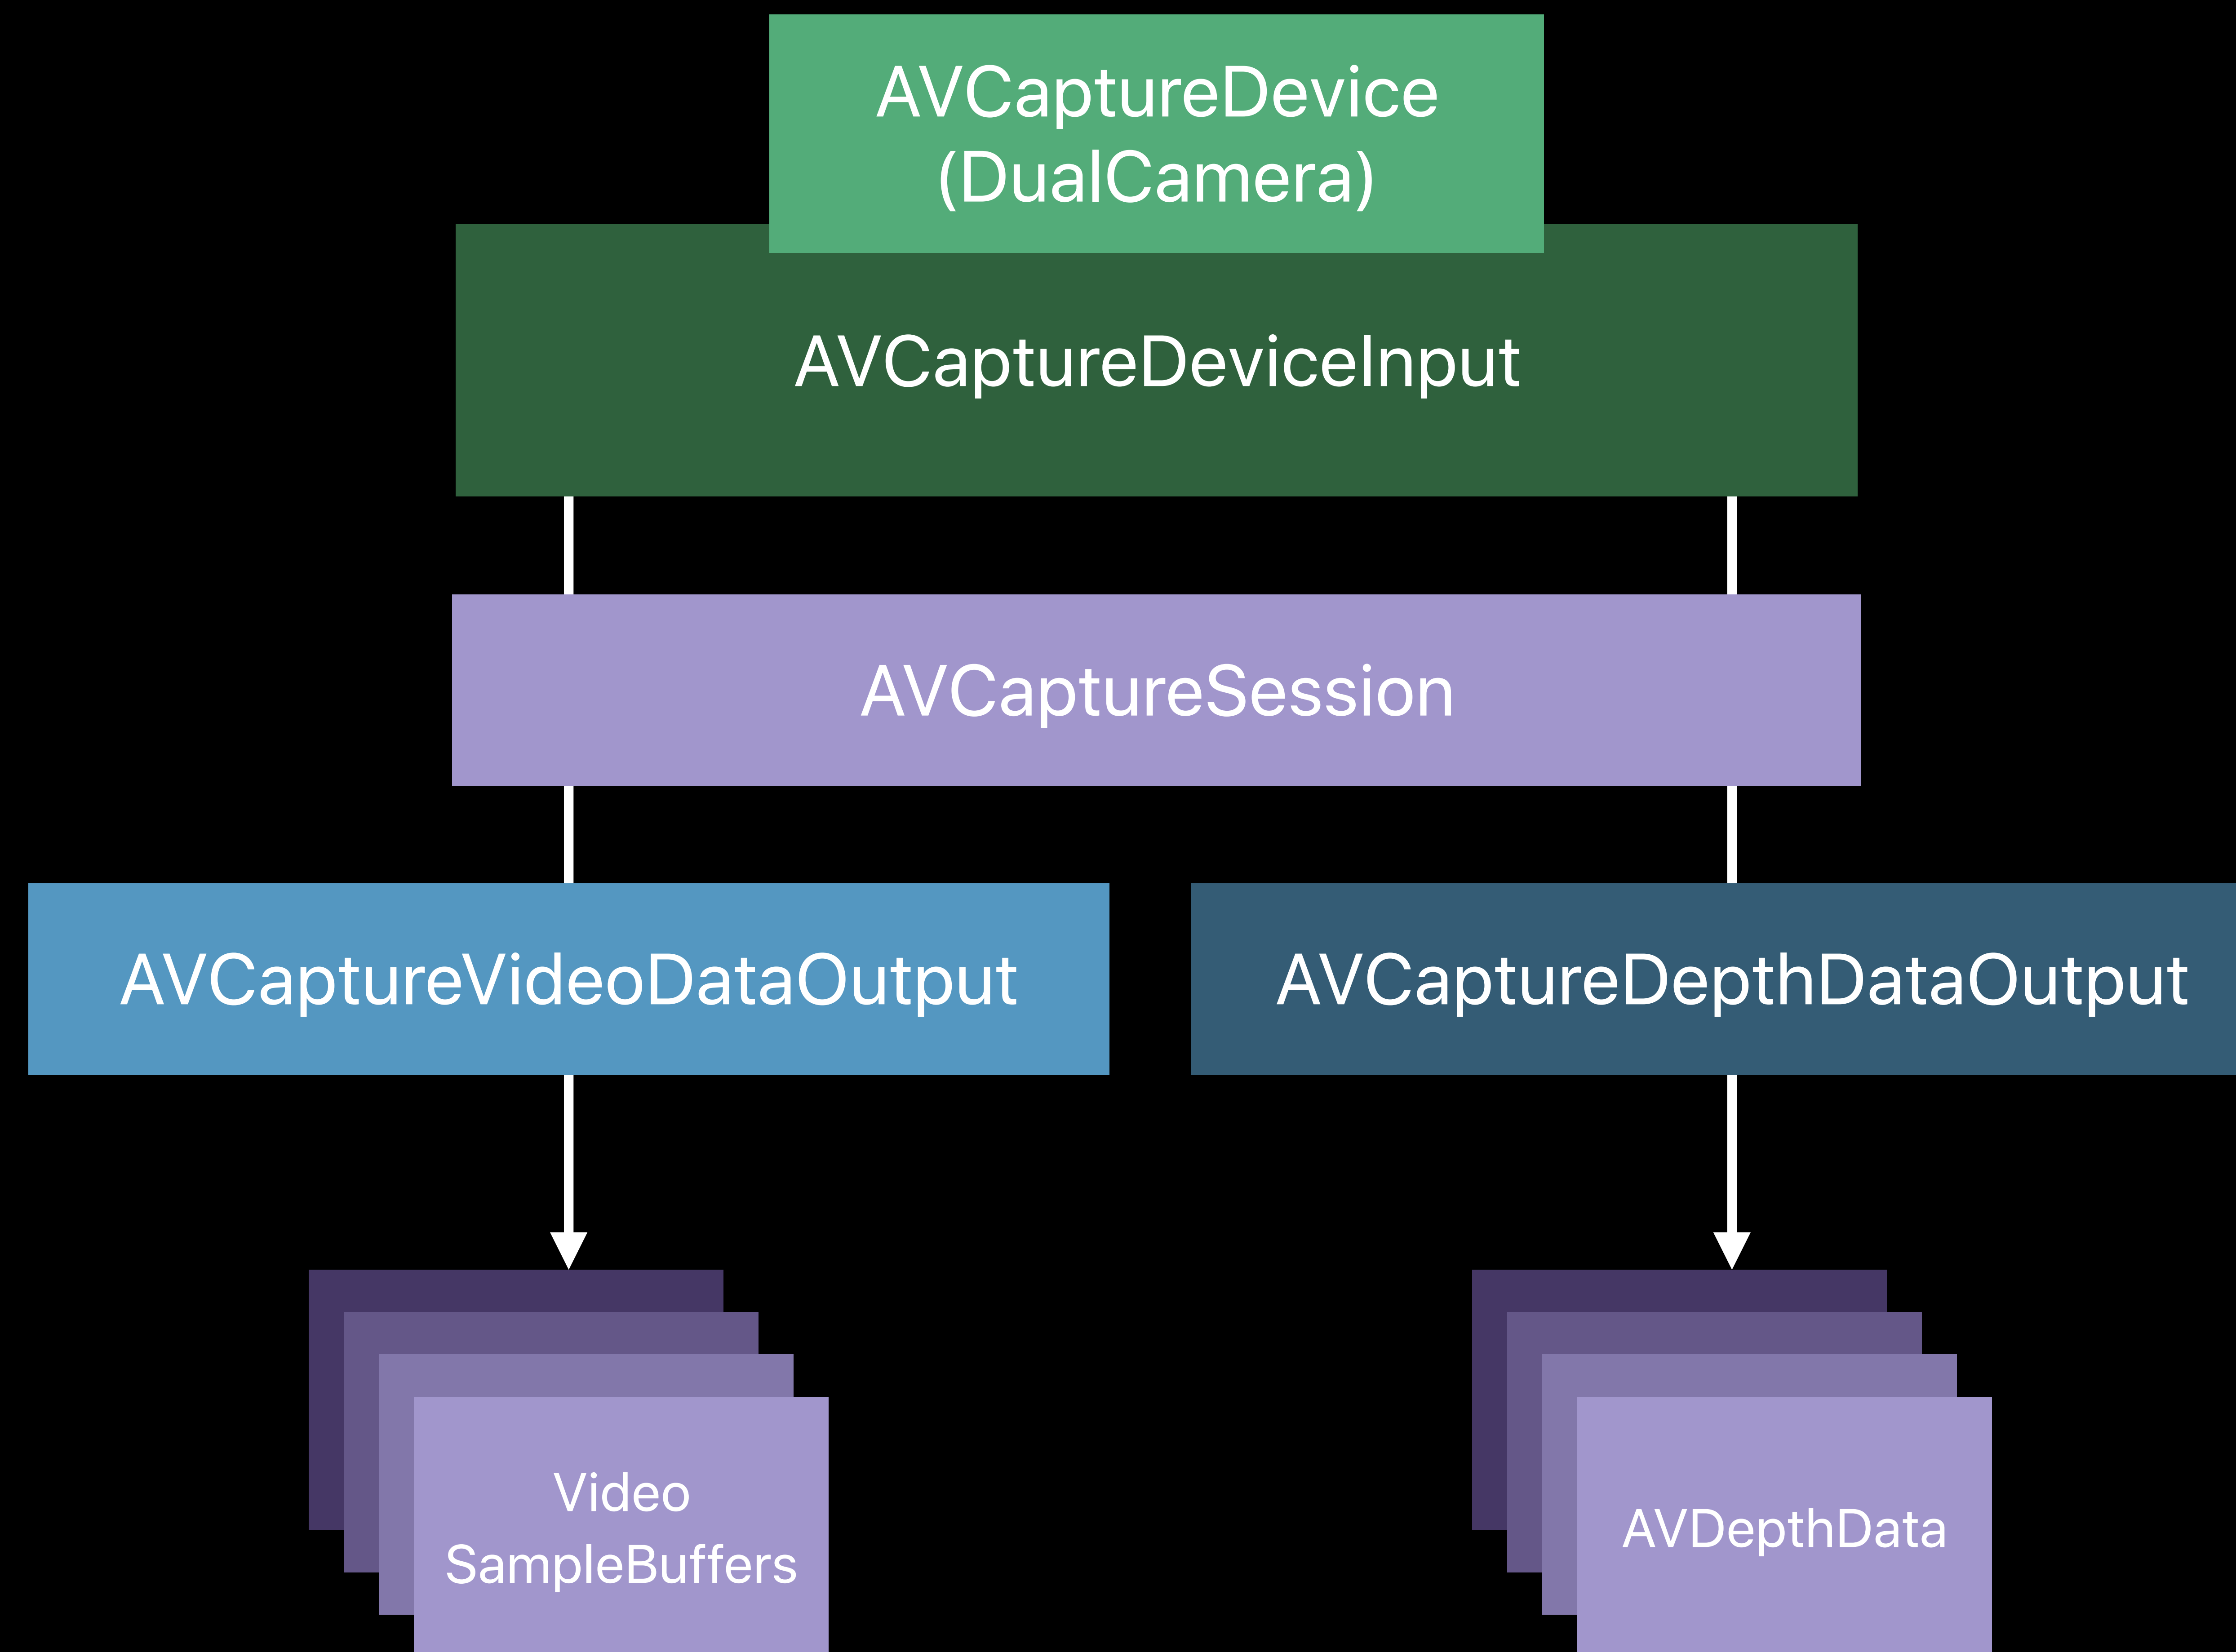 AVCaptureDevice
(DualCamera)
AVCaptureDeviceInput
AVCaptureSession
AVCaptureVideoDataOutput
AVCaptureDepthDataOutput
Video
SampleBuffers
AVDepthData